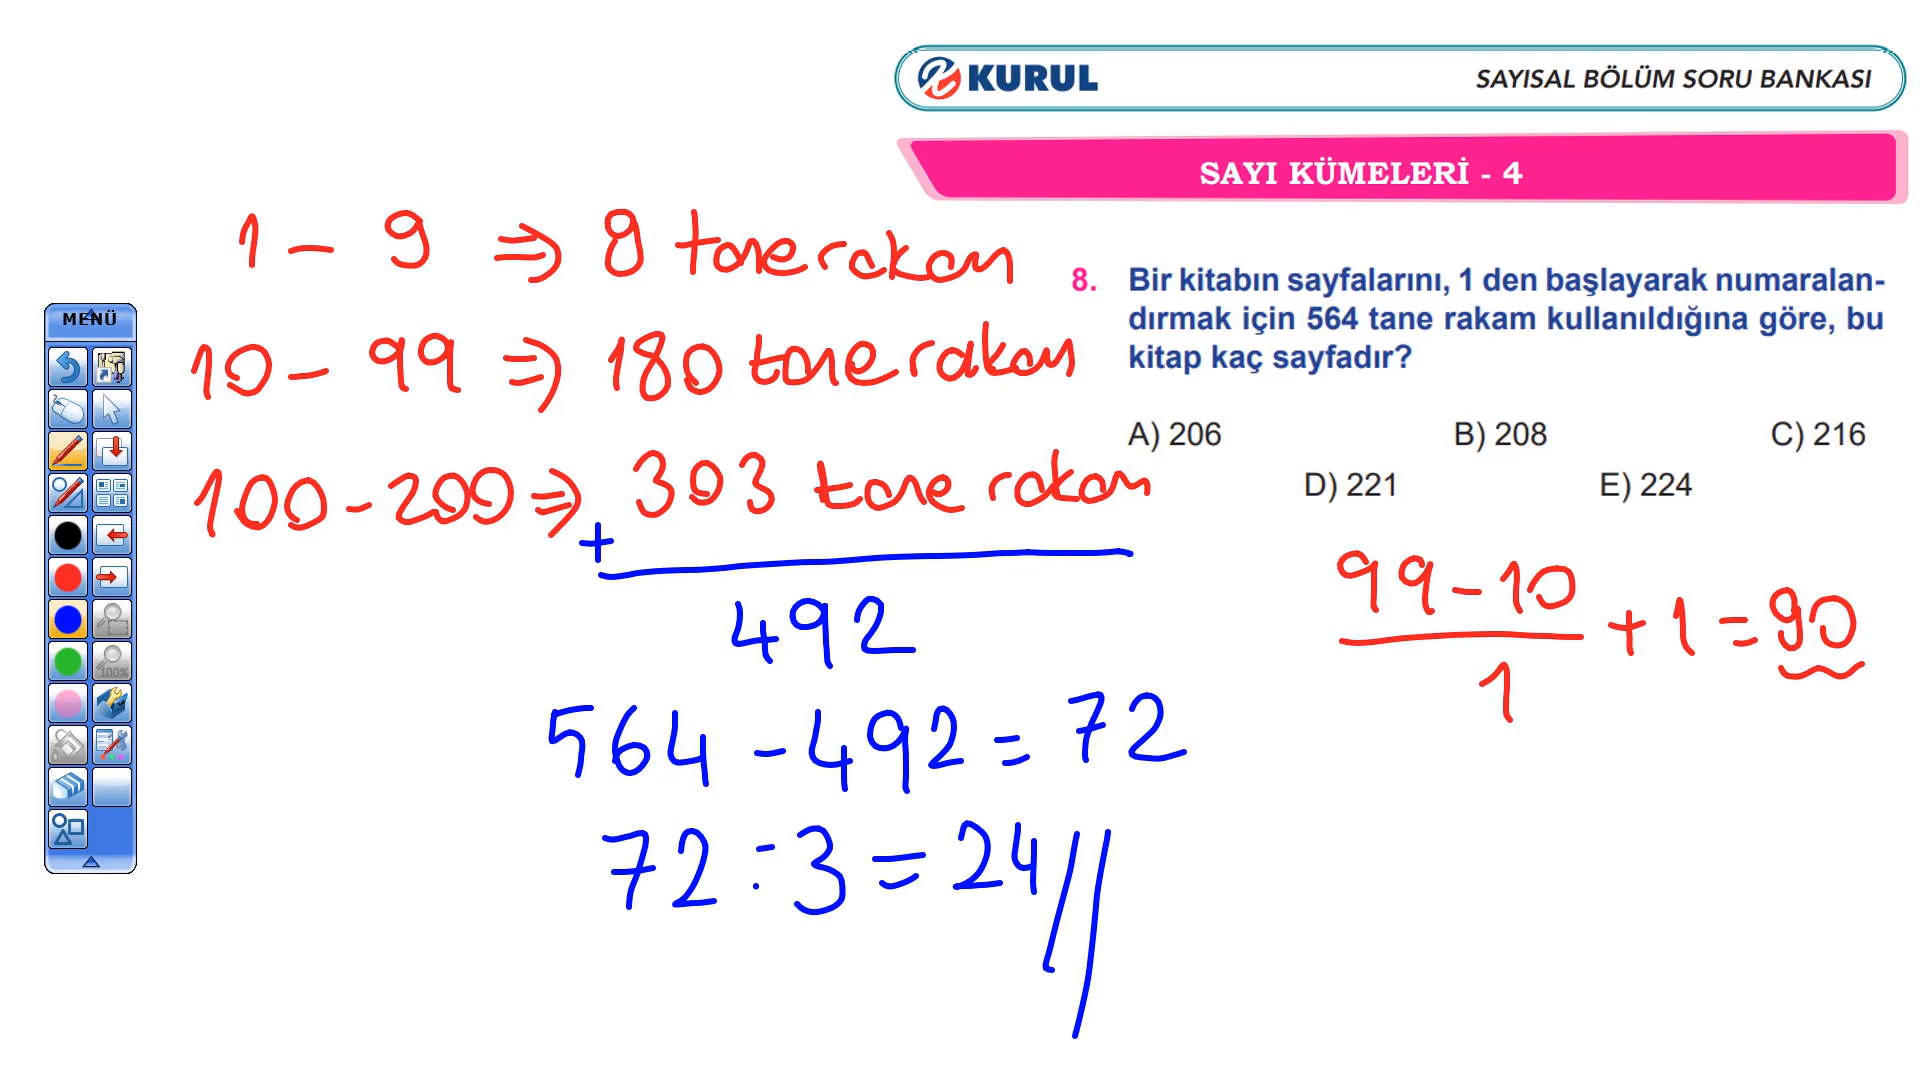 KURUL
SAYISAL BÖLÜM SORU BANKASI
SAYI KÜMELERİ - 4
8. Bir kitabın sayfalarını, 1 den başlayarak numaralan-
dırmak için 564 tane rakam kullanıldığına göre, bu
kitap kaç sayfadır?
A) 206 B) 208 C) 216
D) 221 E) 224
MENÜ
100%
1 - 9 ⇒ 9 tane rakam
10 - 99 ⇒ 180 tane rakam
100 - 200 ⇒ 303 tane rakam
+
492
564 - 492 = 72
72 : 3 = 24
99 - 10
+ 1 = 90
1